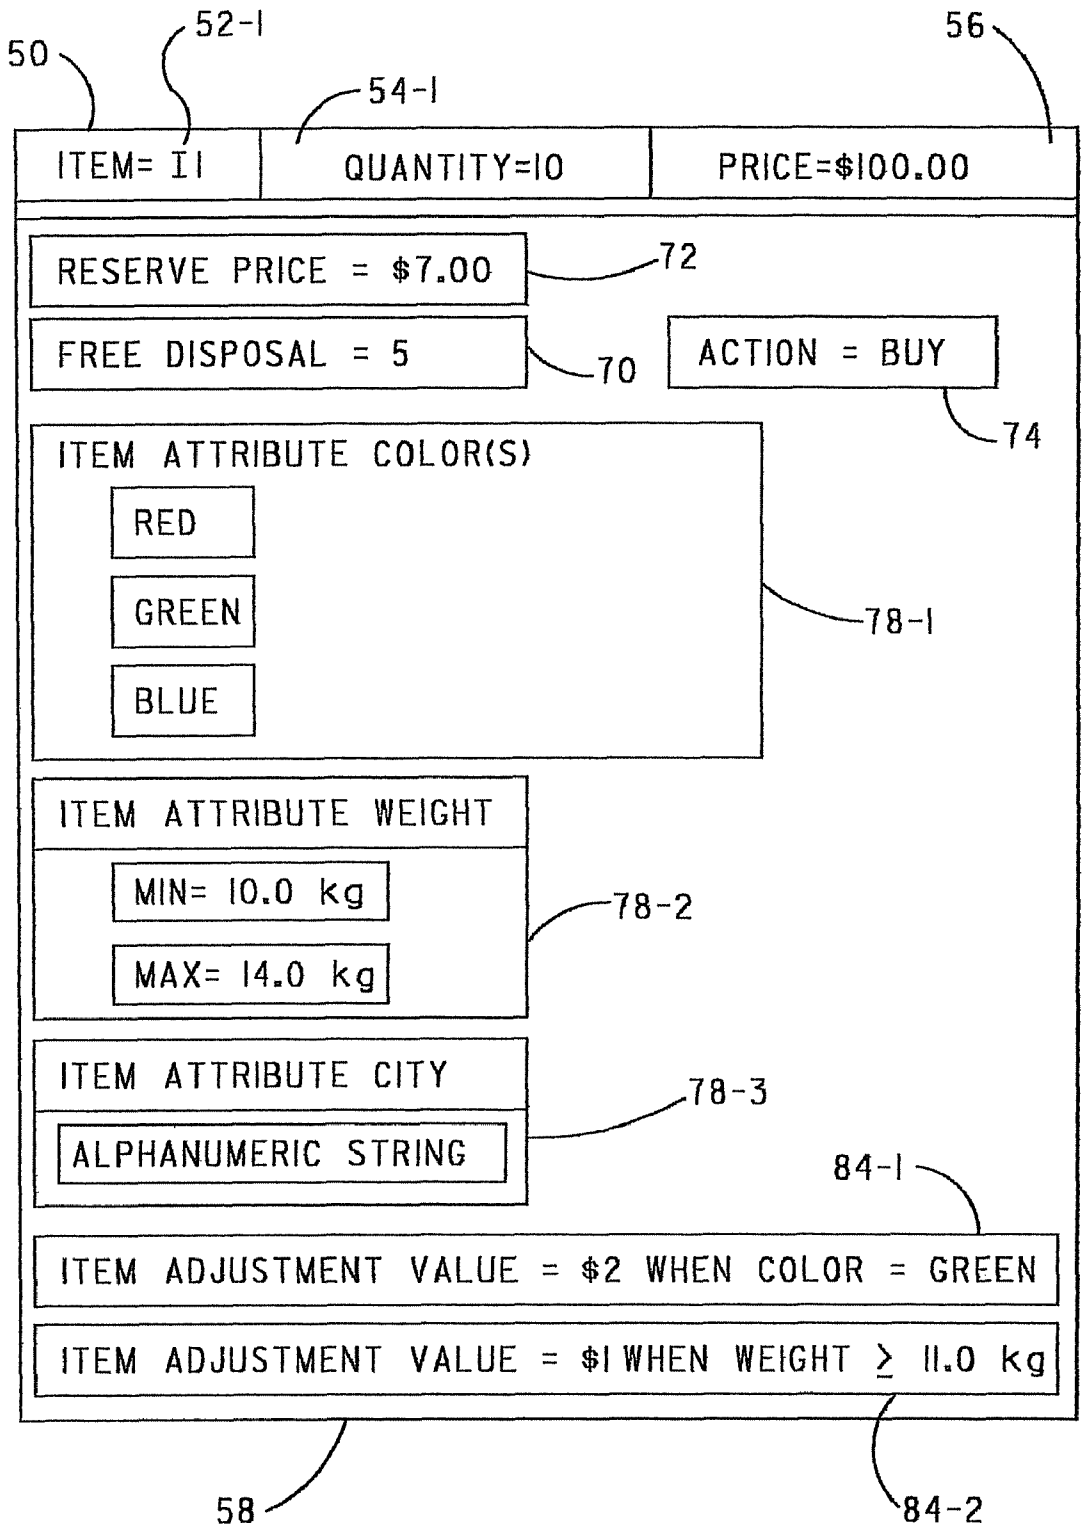 52-1
50
56
54-1
ITEM= I1
QUANTITY=10
PRICE=$100.00
RESERVE PRICE = $7.00
72
FREE DISPOSAL = 5
70
ACTION = BUY
74
ITEM ATTRIBUTE COLOR(S)
RED
GREEN
78-1
BLUE
ITEM ATTRIBUTE WEIGHT
MIN= 10.0 kg
78-2
MAX= 14.0 kg
ITEM ATTRIBUTE CITY
78-3
ALPHANUMERIC STRING
84-1
ITEM ADJUSTMENT VALUE = $2 WHEN COLOR = GREEN
ITEM ADJUSTMENT VALUE = $1 WHEN WEIGHT ≥ 11.0 kg
58
84-2